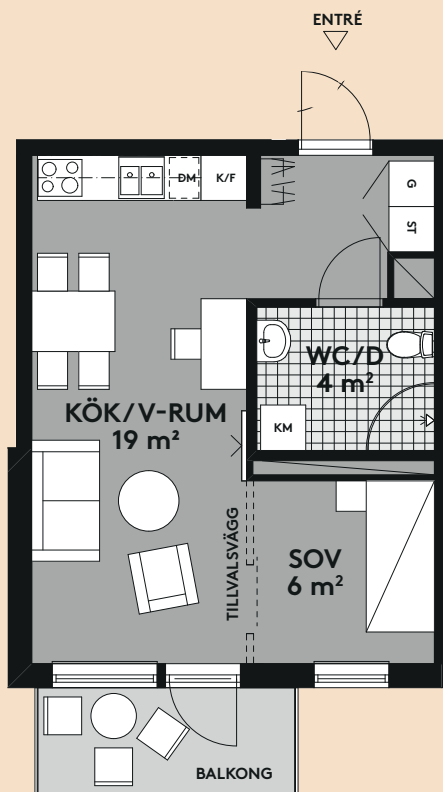 ENTRÉ
DM
K/F
G
ST
WC/D
4 m²
KÖK/V-RUM
19 m²
KM
TILLVALSVÄGG
SOV
6 m²
BALKONG